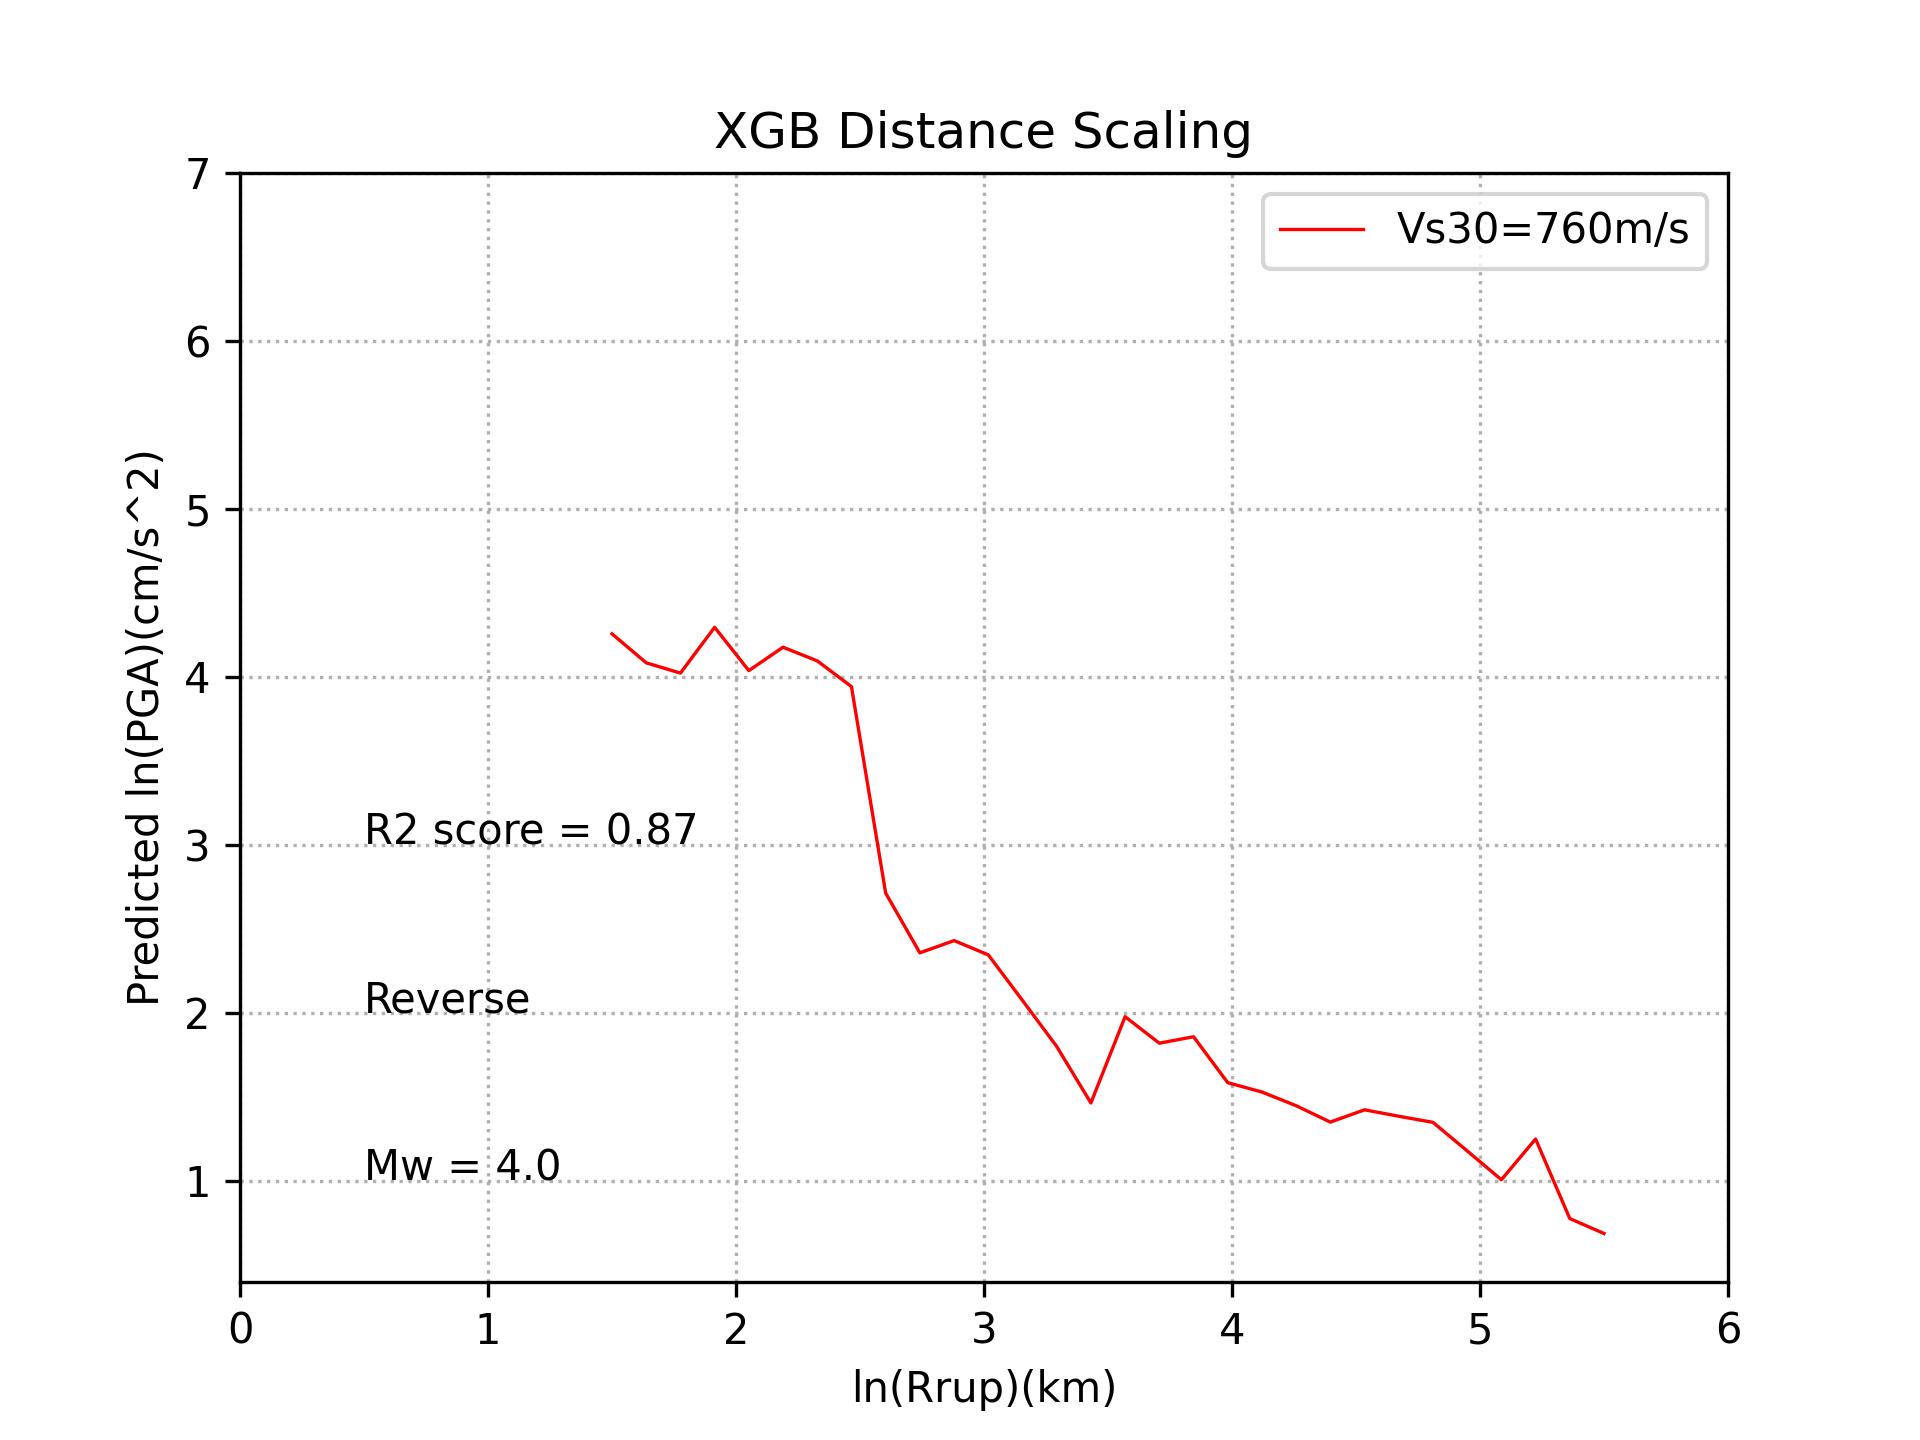 XGB Distance Scaling
Vs30=760m/s
Predicted ln(PGA)(cm/s^2)
7
6
5
4
3
2
1
R2 score = 0.87
Reverse
Mw = 4.0
0 1 2 3 4 5 6
ln(Rrup)(km)